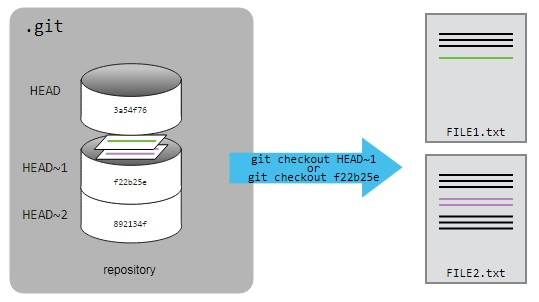 .git
HEAD
3a54f76
HEAD~1
f22b25e
HEAD~2
892134f
repository
git checkout HEAD~1
or
git checkout f22b25e
FILE1.txt
FILE2.txt